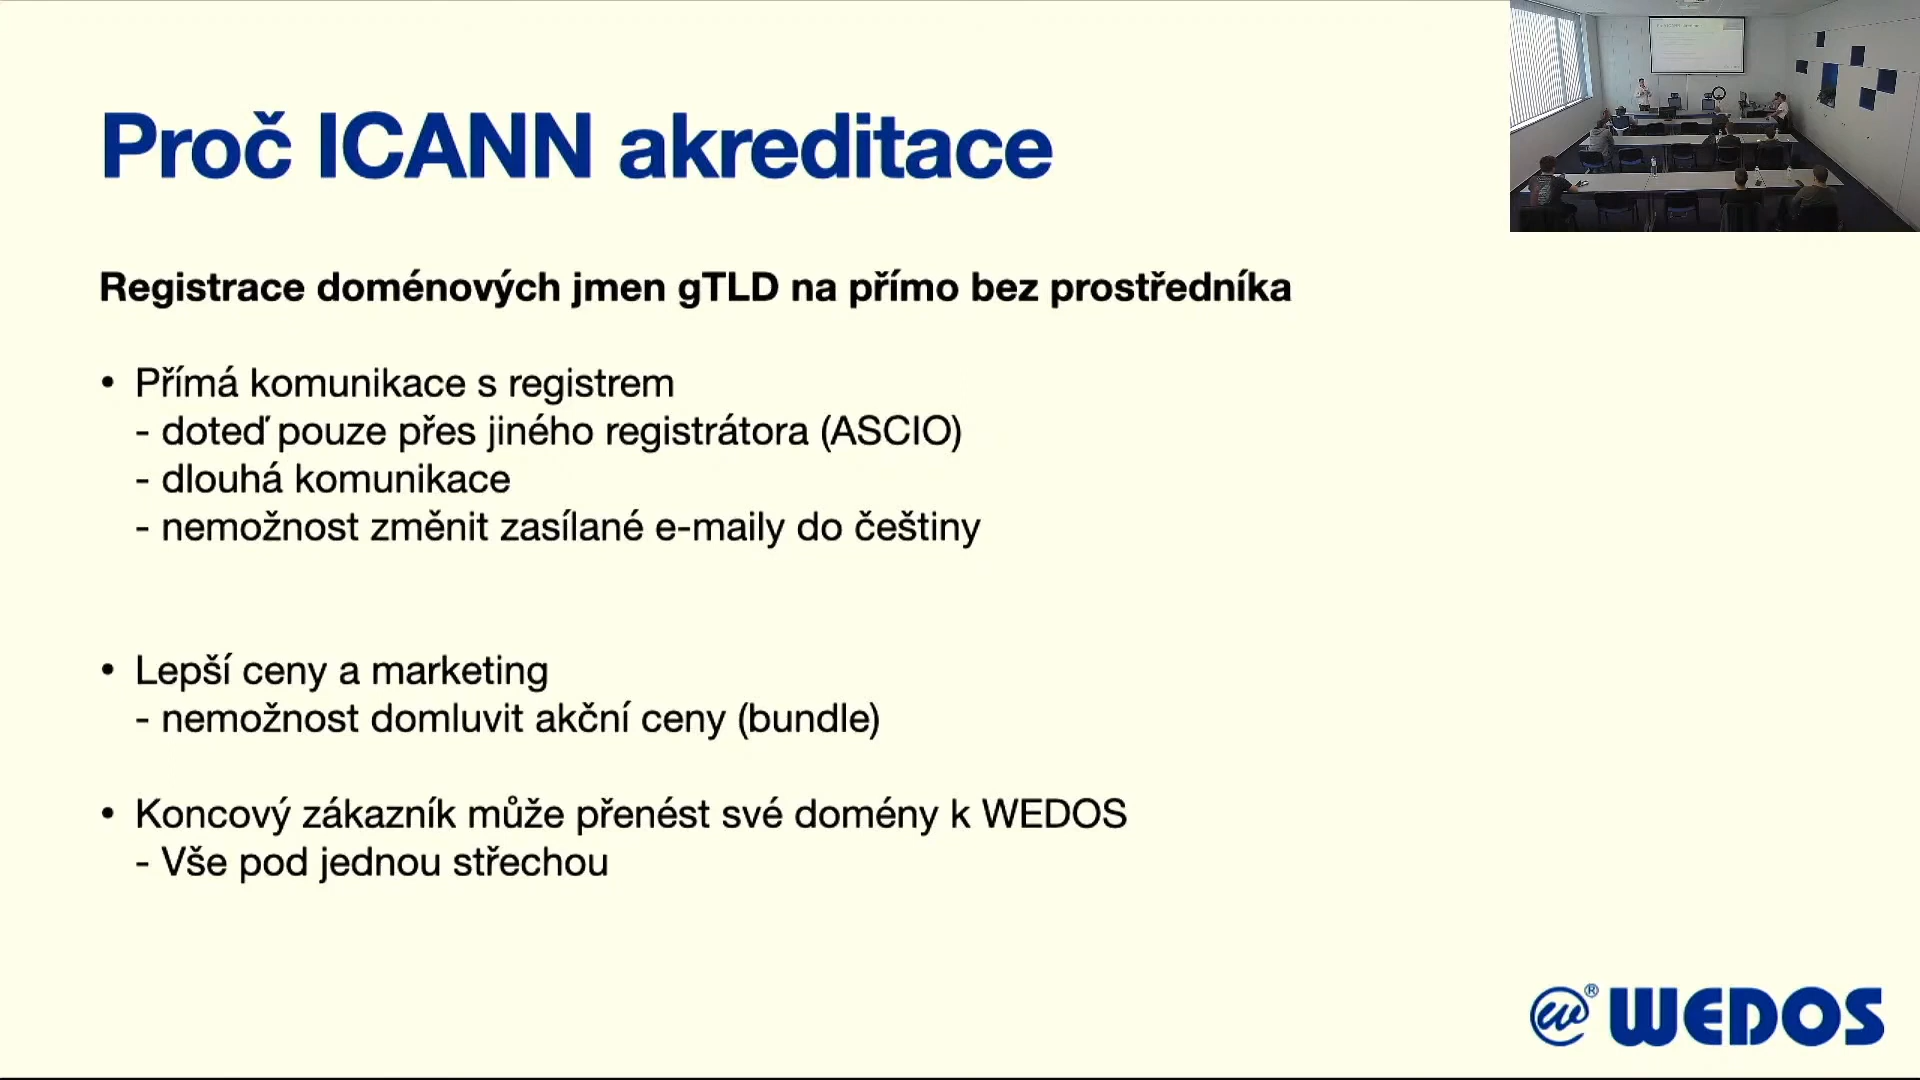 Proč ICANN akreditace
Registrace doménových jmen gTLD na přímo bez prostředníka
• Přímá komunikace s registrem
- doteď pouze přes jiného registrátora (ASCIO)
- dlouhá komunikace
- nemožnost změnit zasílané e-maily do češtiny
• Lepší ceny a marketing
- nemožnost domluvit akční ceny (bundle)
• Koncový zákazník může přenést své domény k WEDOS
- Vše pod jednou střechou
® WEDOS